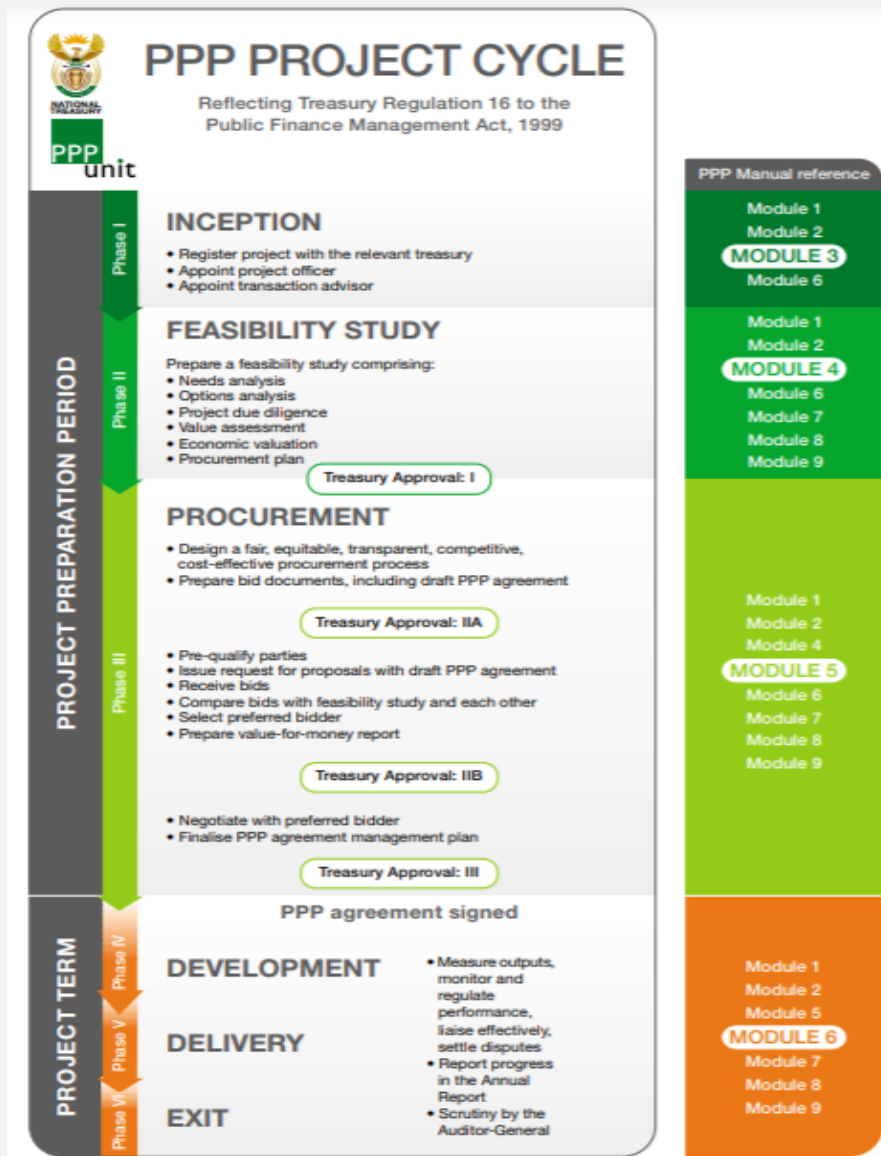 PPP PROJECT CYCLE
Reflecting Treasury Regulation 16 to the
Public Finance Management Act, 1999
NATIONAL
TREASURY
PPP
unit
PPP Manual reference
PROJECT PREPARATION PERIOD
Phase I
INCEPTION
• Register project with the relevant treasury
• Appoint project officer
• Appoint transaction advisor
Module 1
Module 2
MODULE 3
Module 6
Phase II
FEASIBILITY STUDY
Prepare a feasibility study comprising:
• Needs analysis
• Options analysis
• Project due diligence
• Value assessment
• Economic valuation
• Procurement plan
Treasury Approval: I
Module 1
Module 2
MODULE 4
Module 6
Module 7
Module 8
Module 9
Phase III
PROCUREMENT
• Design a fair, equitable, transparent, competitive,
cost-effective procurement process
• Prepare bid documents, including draft PPP agreement
Treasury Approval: IIA
• Pre-qualify parties
• Issue request for proposals with draft PPP agreement
• Receive bids
• Compare bids with feasibility study and each other
• Select preferred bidder
• Prepare value-for-money report
Treasury Approval: IIB
• Negotiate with preferred bidder
• Finalise PPP agreement management plan
Treasury Approval: III
Module 1
Module 2
Module 4
MODULE 5
Module 6
Module 7
Module 8
Module 9
PROJECT TERM
PPP agreement signed
Phase IV
DEVELOPMENT
Phase V
DELIVERY
Phase VI
EXIT
• Measure outputs,
monitor and
regulate
performance,
liaise effectively,
settle disputes
• Report progress
in the Annual
Report
• Scrutiny by the
Auditor-General
Module 1
Module 2
Module 5
MODULE 6
Module 7
Module 8
Module 9